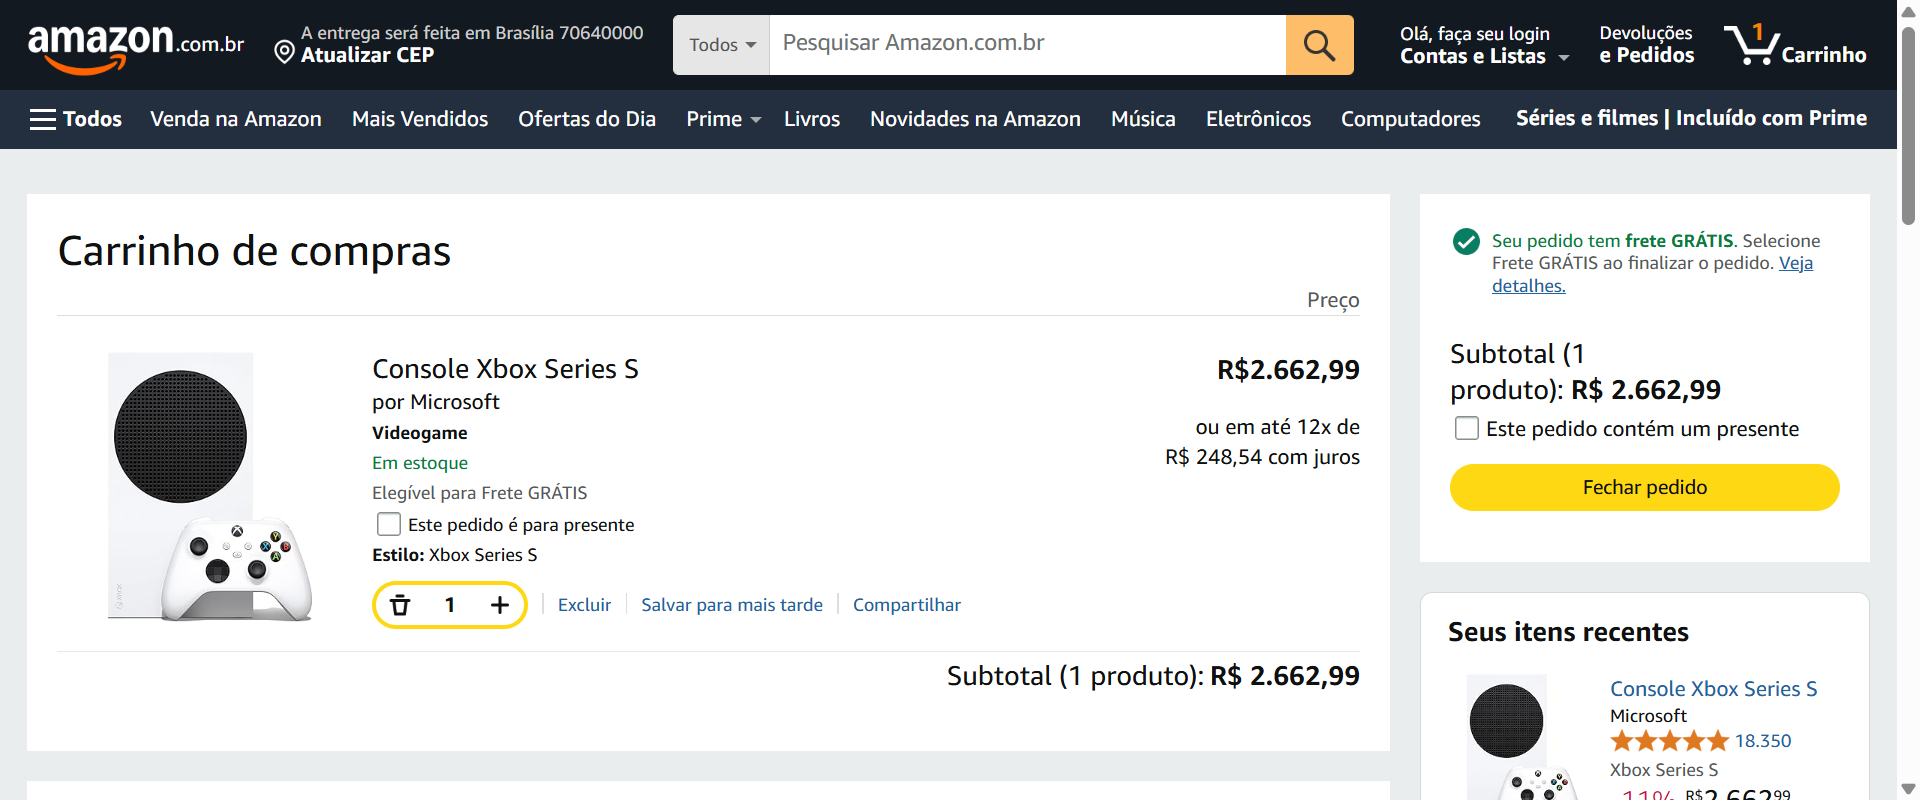 amazon.com.br
A entrega será feita em Brasília 70640000
Atualizar CEP
Todos
Pesquisar Amazon.com.br
Olá, faça seu login
Contas e Listas
Devoluções
e Pedidos
1
Carrinho
Todos
Venda na Amazon
Mais Vendidos
Ofertas do Dia
Prime
Livros
Novidades na Amazon
Música
Eletrônicos
Computadores
Séries e filmes | Incluído com Prime
Carrinho de compras
Preço
Console Xbox Series S
por Microsoft
Videogame
Em estoque
Elegível para Frete GRÁTIS
Este pedido é para presente
Estilo: Xbox Series S
1
Excluir
Salvar para mais tarde
Compartilhar
R$2.662,99
ou em até 12x de
R$ 248,54 com juros
Subtotal (1 produto): R$ 2.662,99
Seu pedido tem frete GRÁTIS. Selecione
Frete GRÁTIS ao finalizar o pedido. Veja
detalhes.
Subtotal (1
produto): R$ 2.662,99
Este pedido contém um presente
Fechar pedido
Seus itens recentes
Console Xbox Series S
Microsoft
18.350
Xbox Series S
-11% R$2.662,99